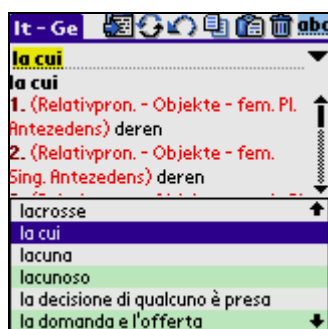 It - Ge abc
la cui
la cui
1. (Relativpron. - Objekte - fem. Pl.
Antezedens) deren
2. (Relativpron. - Objekte - fem.
Sing. Antezedens) deren
lacrosse
la cui
lacuna
lacunoso
la decisione di qualcuno è presa
la domanda e l'offerta